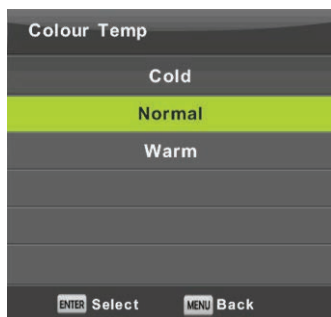 Colour Temp
Cold
Normal
Warm
ENTER Select MENU Back